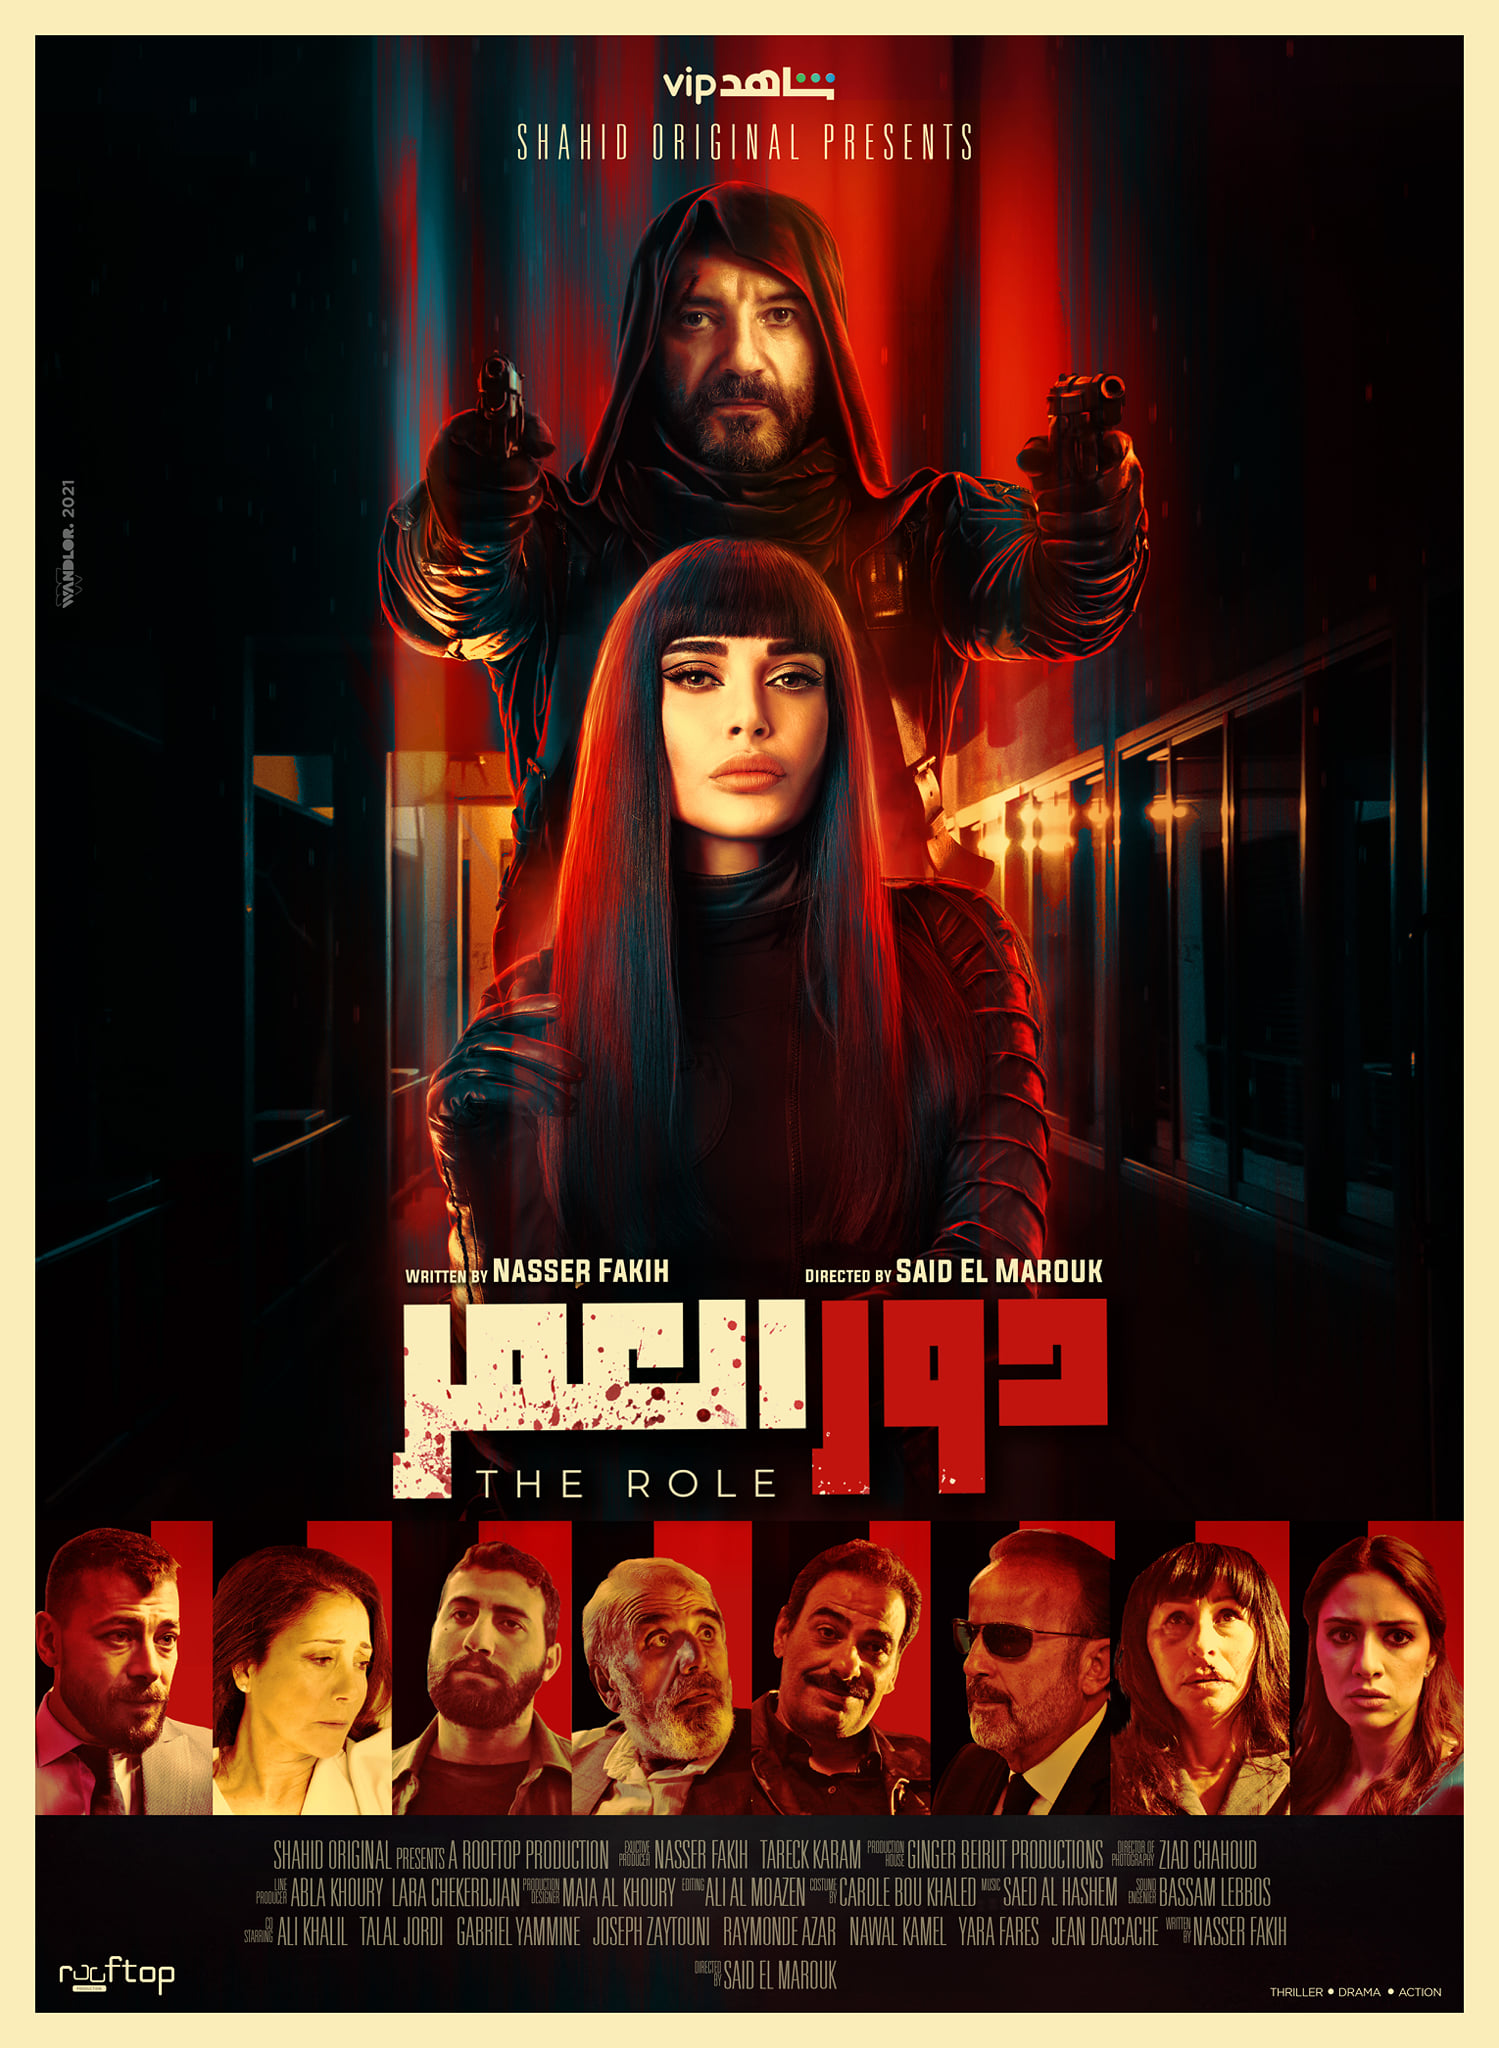 vip شاهد
SHAHID ORIGINAL PRESENTS
WANDLOR. 2021
WRITTEN BY NASSER FAKIH
DIRECTED BY SAID EL MAROUK
دور العمر
THE ROLE
SHAHID ORIGINAL PRESENTS A ROOFTOP PRODUCTION EXUCTIVE PRODUCER NASSER FAKIH TARECK KARAM PRODUCTION HOUSE GINGER BEIRUT PRODUCTIONS DIRECTOR OF PHOTOGRAPHY ZIAD CHAHOUD
LINE PRODUCER ABLA KHOURY LARA CHEKERDJIAN PRODUCTION DESIGNER MAIA AL KHOURY EDITING ALI AL MOAZEN COSTUME BY CAROLE BOU KHALED MUSIC SAED AL HASHEM SOUND ENGENIER BASSAM LEBBOS
CO STARRING ALI KHALIL TALAL JORDI GABRIEL YAMMINE JOSEPH ZAYTOUNI RAYMONDE AZAR NAWAL KAMEL YARA FARES JEAN DACCACHE WRITTEN BY NASSER FAKIH
DIRECTED BY SAID EL MAROUK
rooftop
PRODUCTION
THRILLER • DRAMA • ACTION